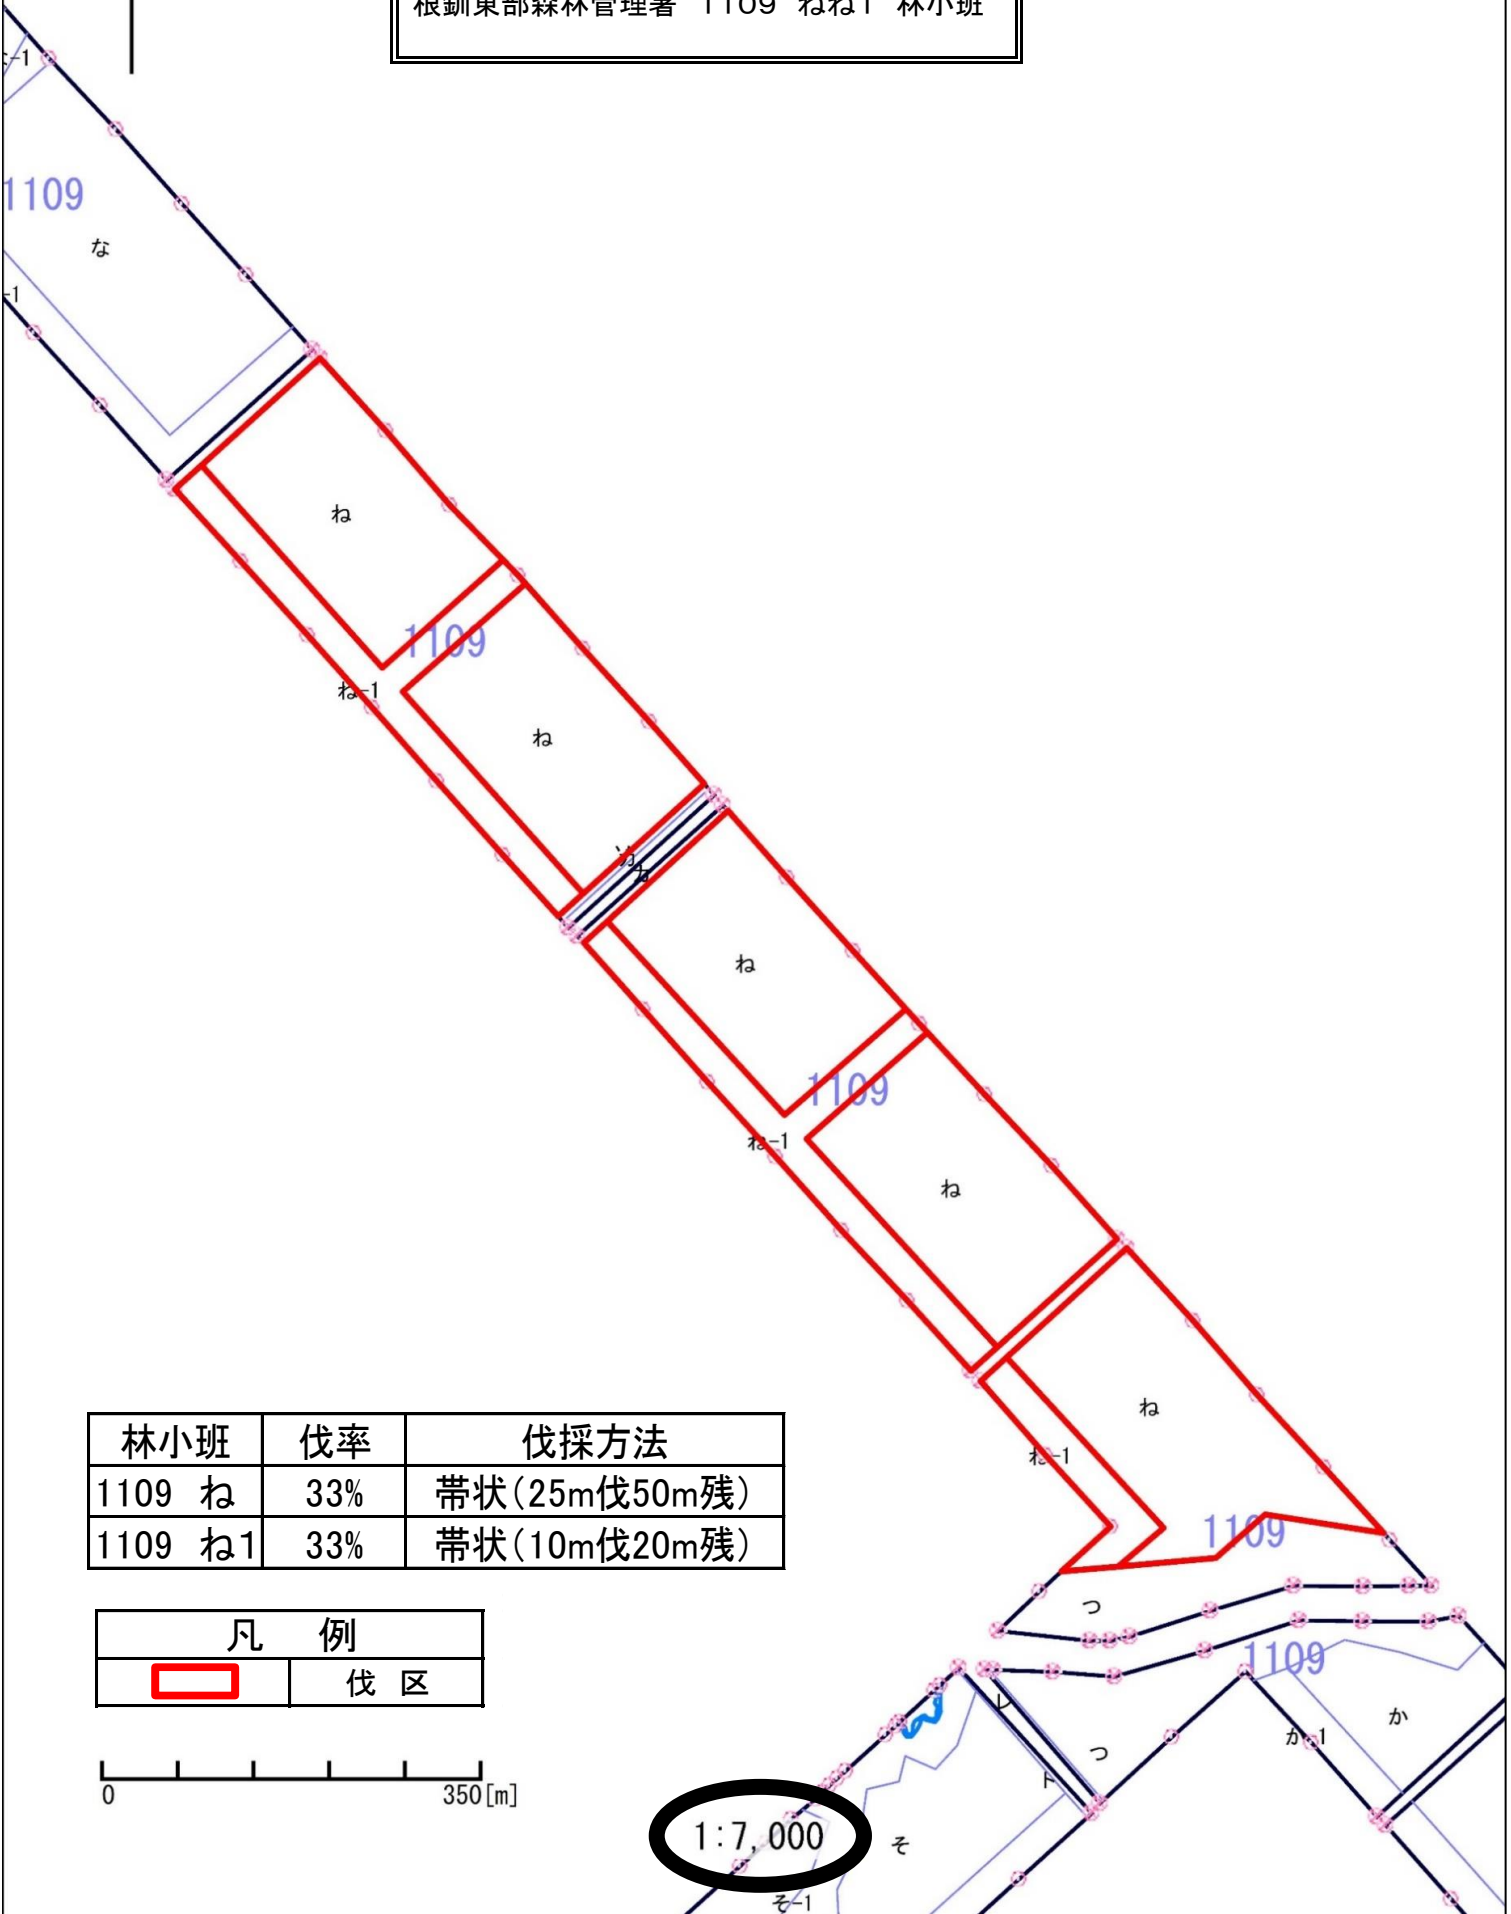 根釧東部森林管理署 1109 ねね1 林小班
-1
1109
な
-1
ね
1109
ね-1
ね
ね
1109
ね-1
ね
ね
ね-1
1109
林小班 伐率 伐採方法
1109 ね 33% 帯状(25m伐50m残)
1109 ね1 33% 帯状(10m伐20m残)
凡 例
伐 区
0 350[m]
つ
1109
レ
か
か-1
つ
ト
1:7,000
そ
そ-1